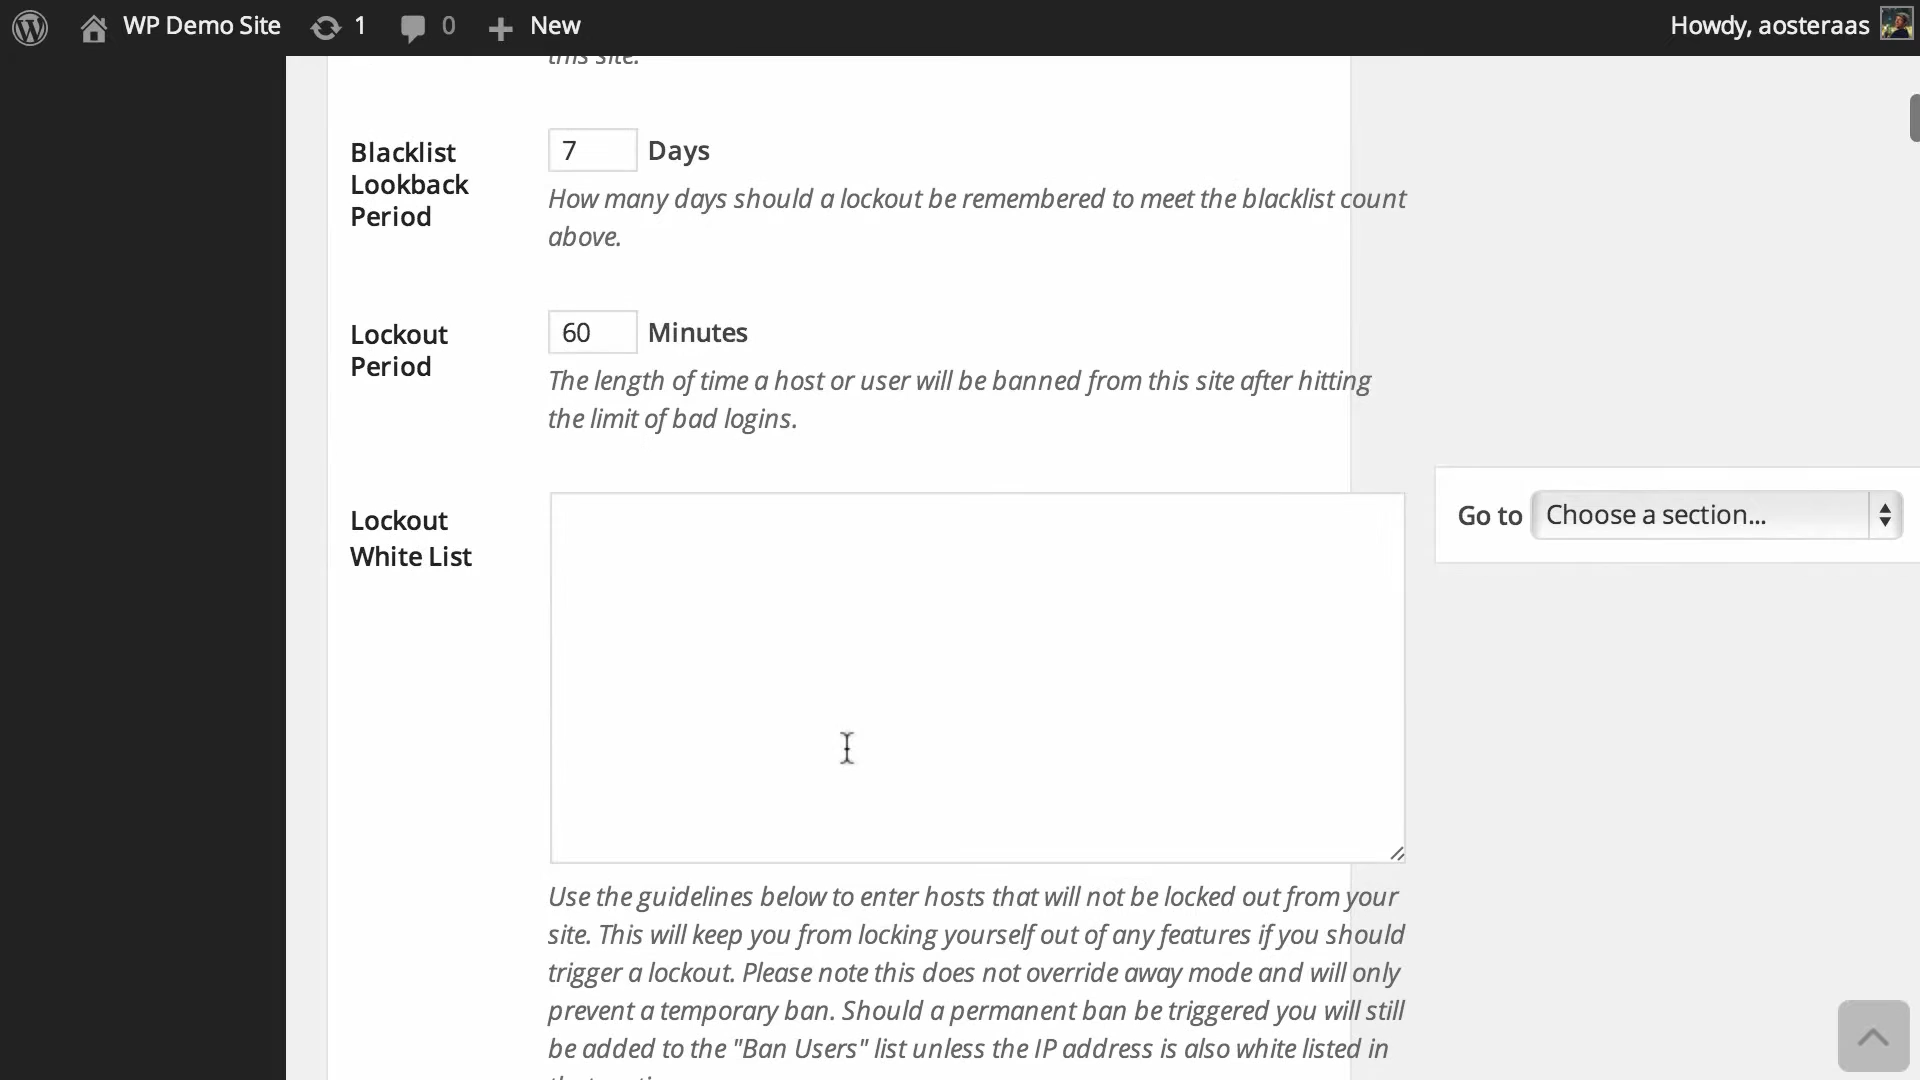 WP Demo Site 1 0 New Howdy, aosteraas
this site.
Blacklist
Lookback
Period
7 Days
How many days should a lockout be remembered to meet the blacklist count
above.
Lockout
Period
60 Minutes
The length of time a host or user will be banned from this site after hitting
the limit of bad logins.
Lockout
White List
Go to Choose a section...
Use the guidelines below to enter hosts that will not be locked out from your
site. This will keep you from locking yourself out of any features if you should
trigger a lockout. Please note this does not override away mode and will only
prevent a temporary ban. Should a permanent ban be triggered you will still
be added to the "Ban Users" list unless the IP address is also white listed in